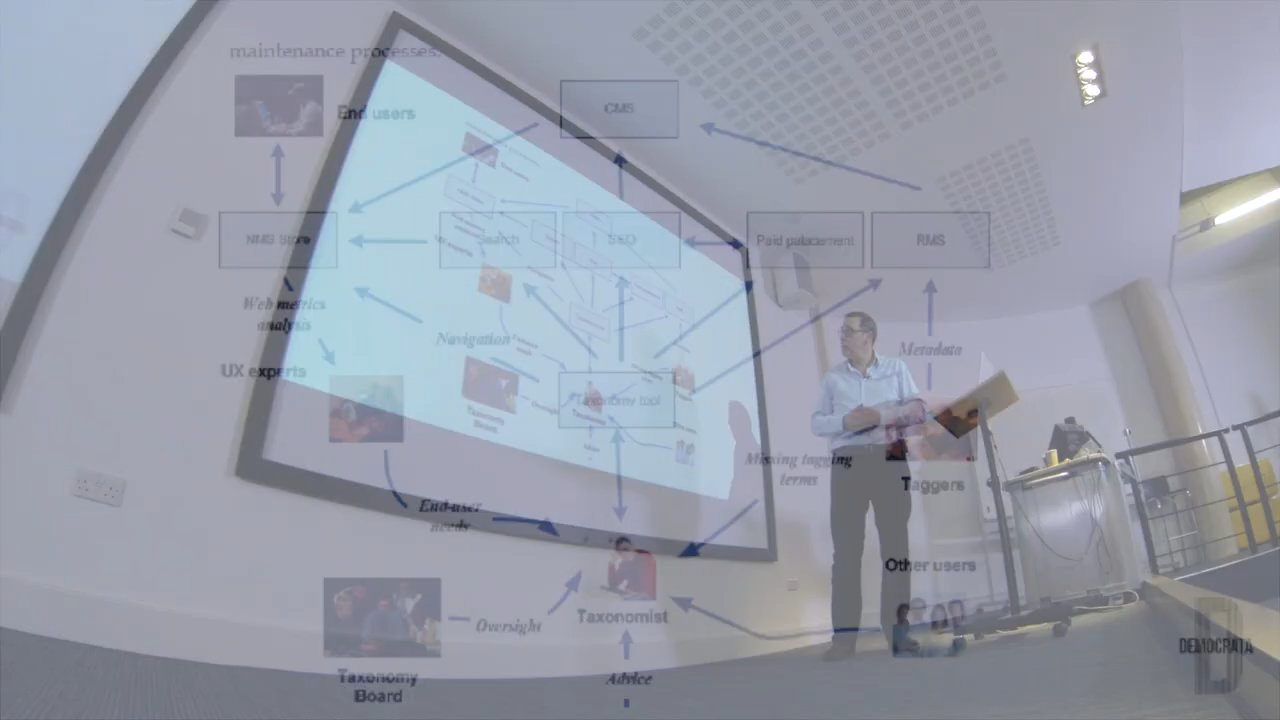 maintenance processes.
End users
CMS
NMS Store
Search
SEO
Paid palacement
RMS
Web metrics
analysis
Navigation
Metadata
UX experts
Taxonomy tool
Missing tagging
terms
Taggers
End-user
needs
Other users
Oversight
Taxonomist
Taxonomy
Board
Advice
DEMOCRATA